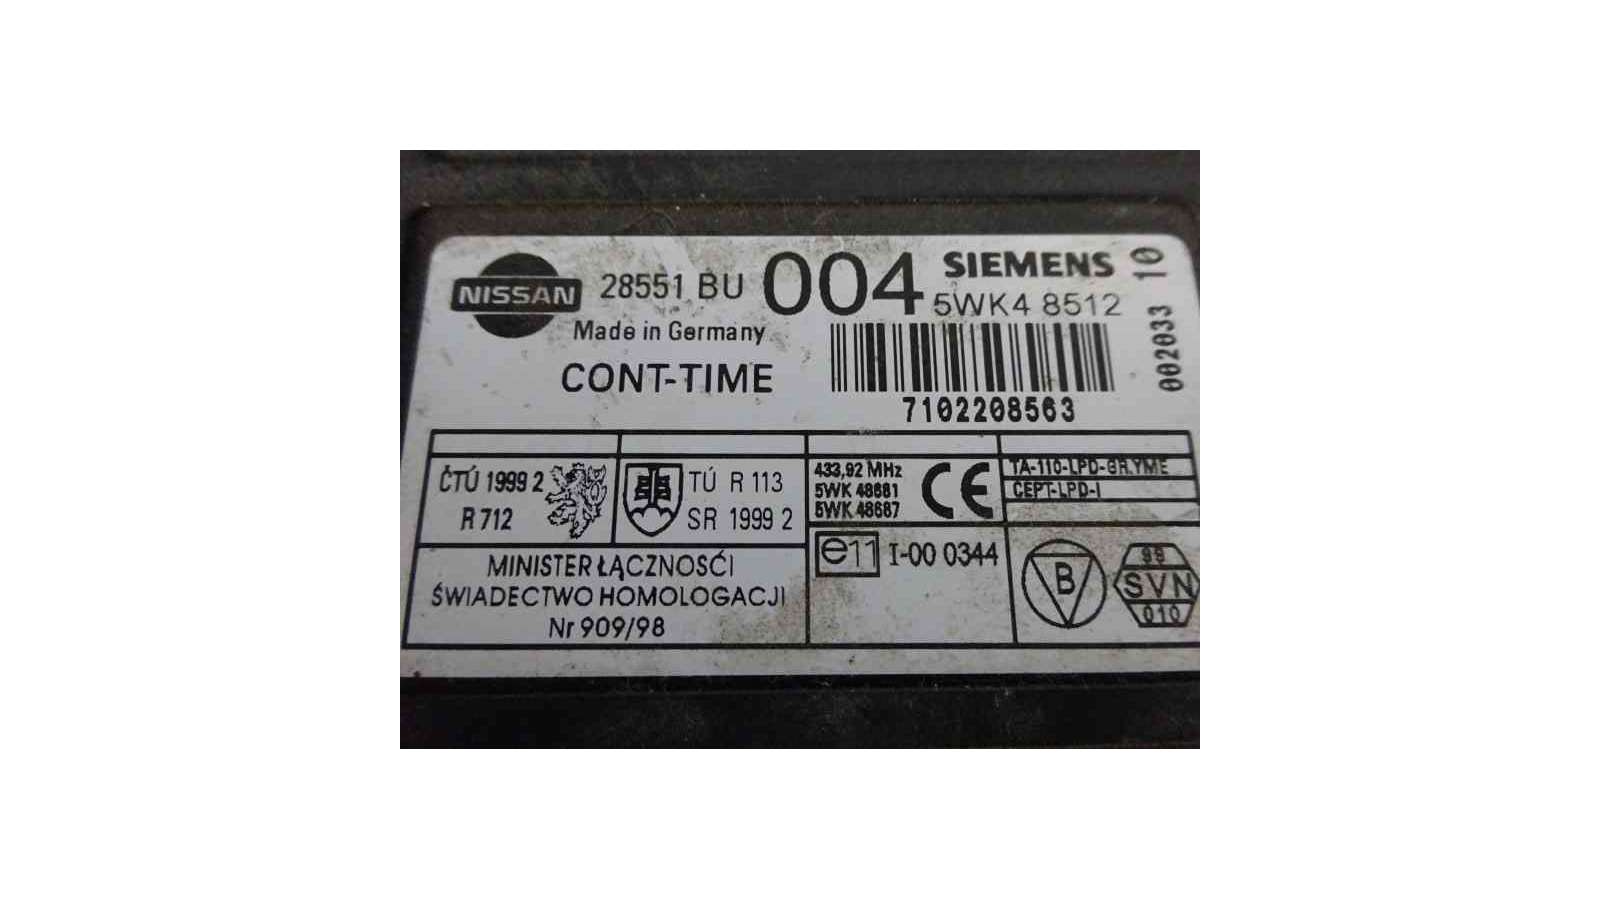 NISSAN
28551 BU 004
SIEMENS
5WK4 8512
Made in Germany
CONT-TIME
7102208563
002033 10
ČTÚ 1999 2
R 712
TÚ R 113
SR 1999 2
433,92 MHz
5WK 48681
5WK 48687
CE
TA-110-LPD-GR.YME
CEPT-LPD-I
MINISTER ŁĄCZNOŚĆI
ŚWIADECTWO HOMOLOGACJI
Nr 909/98
e11 I-00 0344
B
98
SVN
010